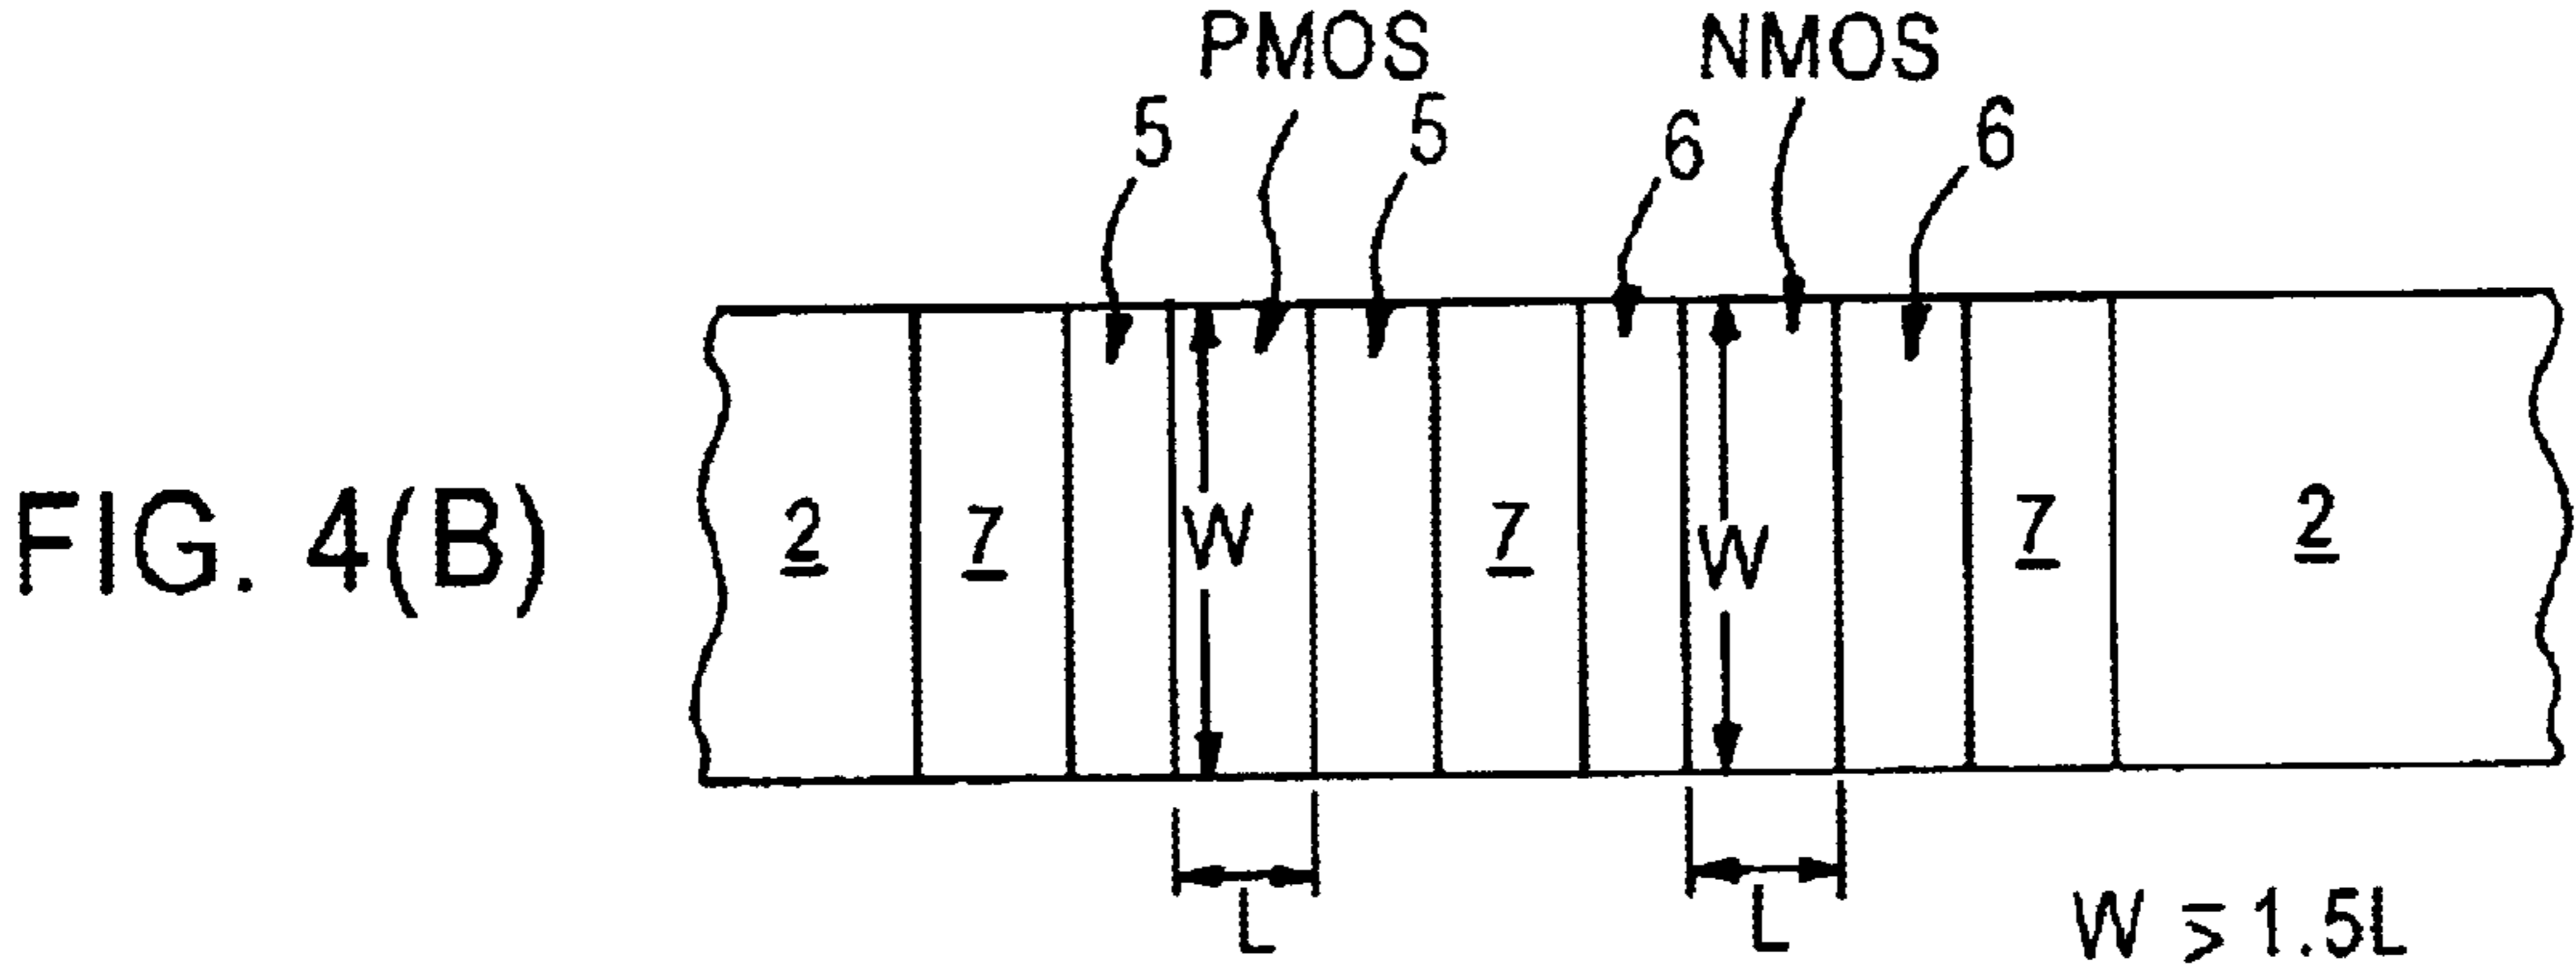 PMOS NMOS
5 5 6 6
FIG. 4(B)
2 7 W 7 W 7 2
L L
W ≧ 1.5L